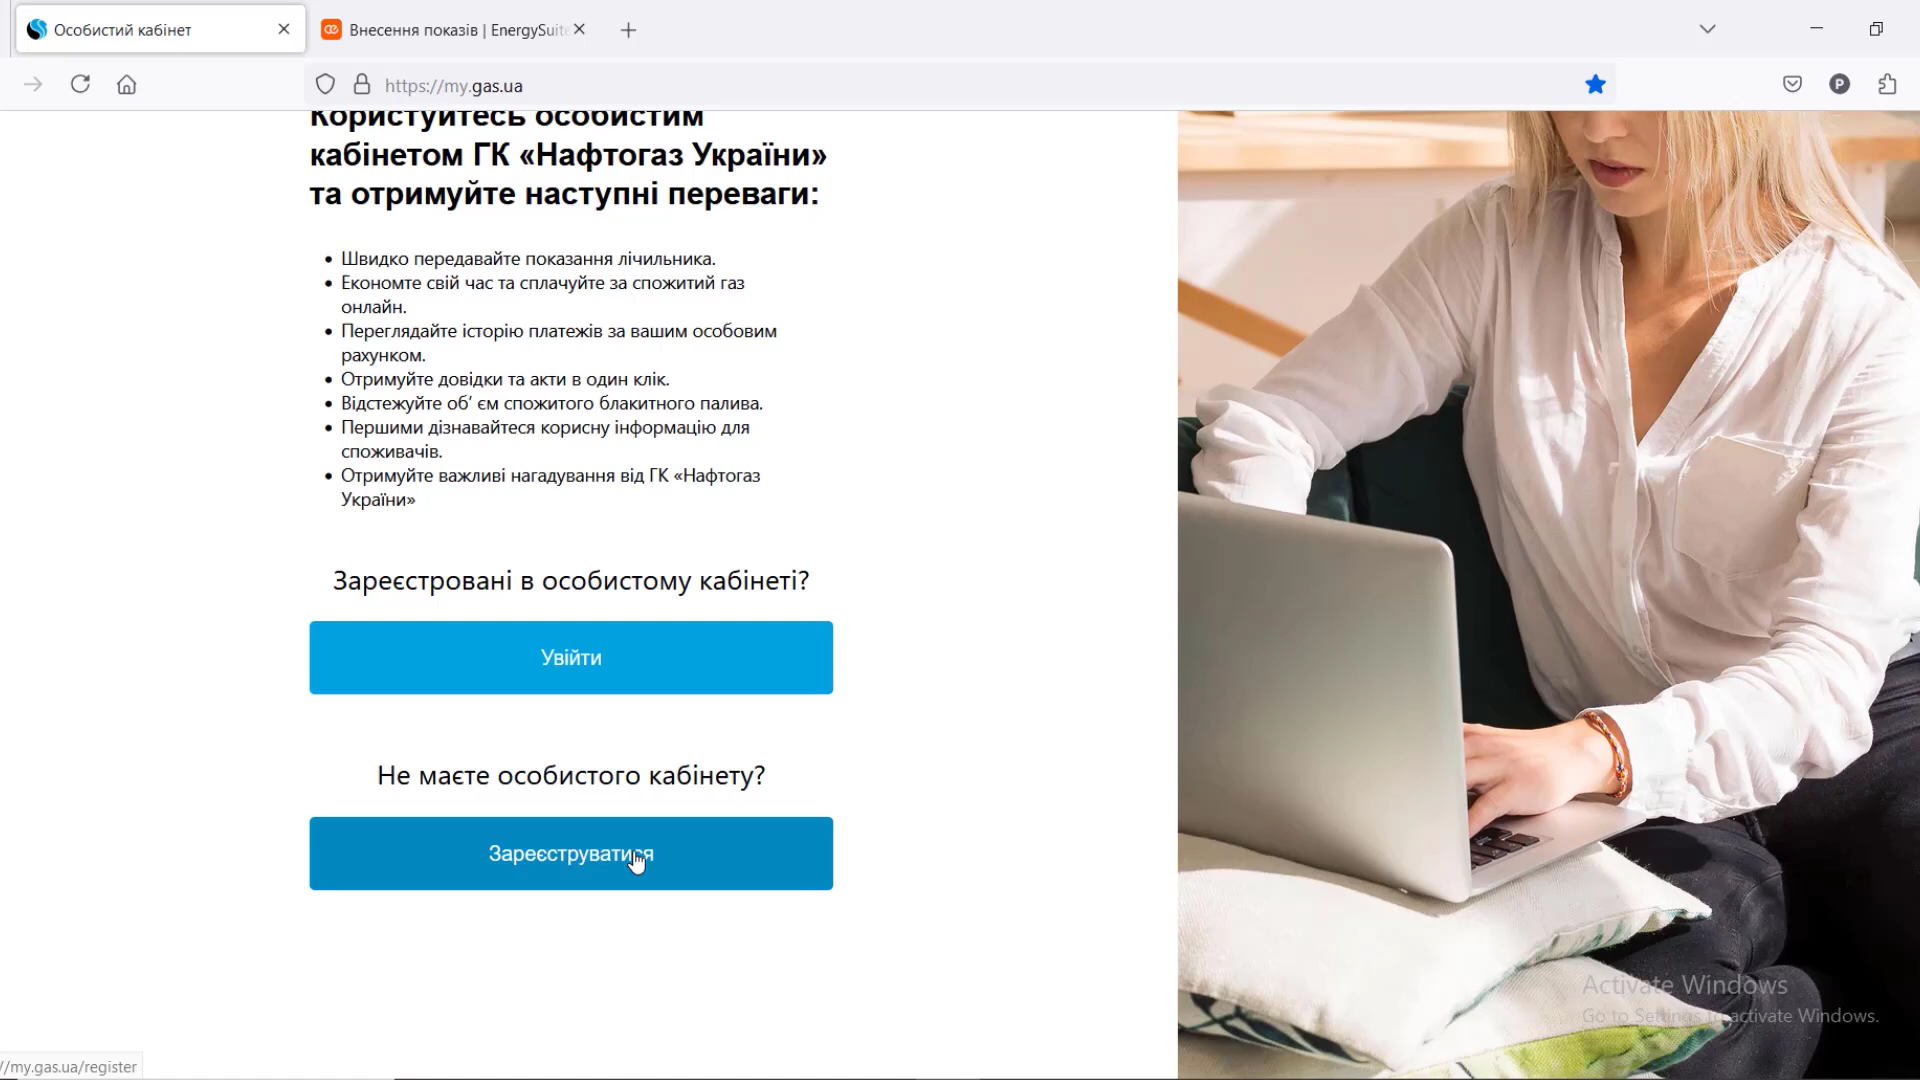 Особистий кабінет
Внесення показів | EnergySuite
https://my.gas.ua
P
Користуйтесь особистим
кабінетом ГК «Нафтогаз України»
та отримуйте наступні переваги:
• Швидко передавайте показання лічильника.
• Економте свій час та сплачуйте за спожитий газ
онлайн.
• Переглядайте історію платежів за вашим особовим
рахунком.
• Отримуйте довідки та акти в один клік.
• Відстежуйте об’ єм спожитого блакитного палива.
• Першими дізнавайтеся корисну інформацію для
споживачів.
• Отримуйте важливі нагадування від ГК «Нафтогаз
України»
Зареєстровані в особистому кабінеті?
Увійти
Не маєте особистого кабінету?
Зареєструватися
Activate Windows
Go to Settings to activate Windows.
//my.gas.ua/register